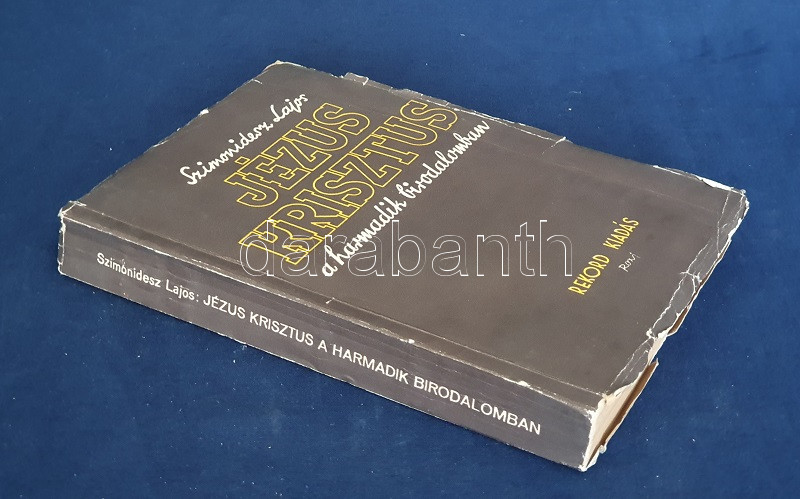 Szimonidesz Lajos
JÉZUS
KRISZTUS
a harmadik birodalomban
REKORD KIADÁS
darabanth
Szimónidesz Lajos: JÉZUS KRISZTUS A HARMADIK BIRODALOMBAN